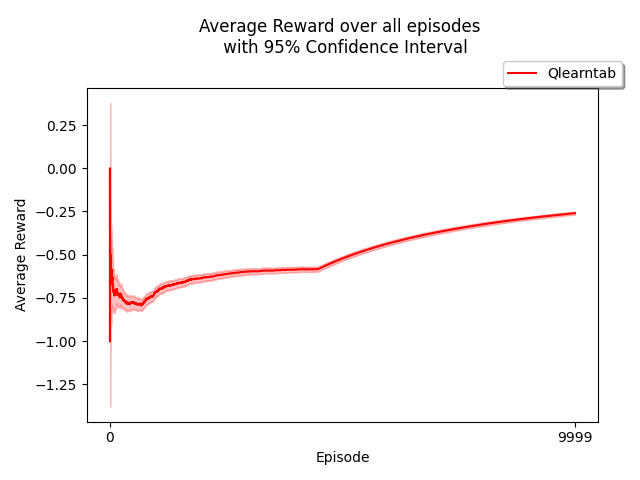 Average Reward over all episodes
with 95% Confidence Interval
Qlearntab
0.25
0.00
−0.25
−0.50
−0.75
−1.00
−1.25
Average Reward
0
9999
Episode